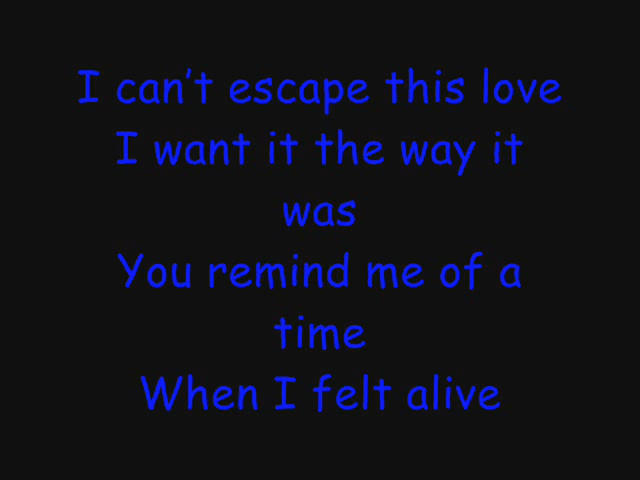 I can't escape this love
I want it the way it
was
You remind me of a
time
When I felt alive